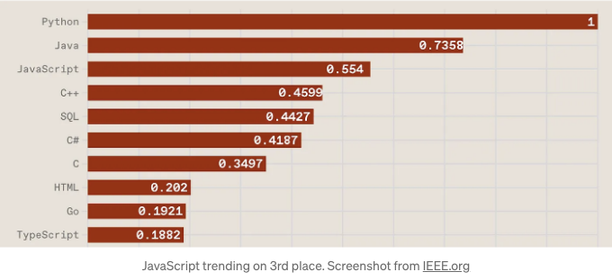 Python 1
Java 0.7358
JavaScript 0.554
C++ 0.4599
SQL 0.4427
C# 0.4187
C 0.3497
HTML 0.202
Go 0.1921
TypeScript 0.1882
JavaScript trending on 3rd place. Screenshot from IEEE.org